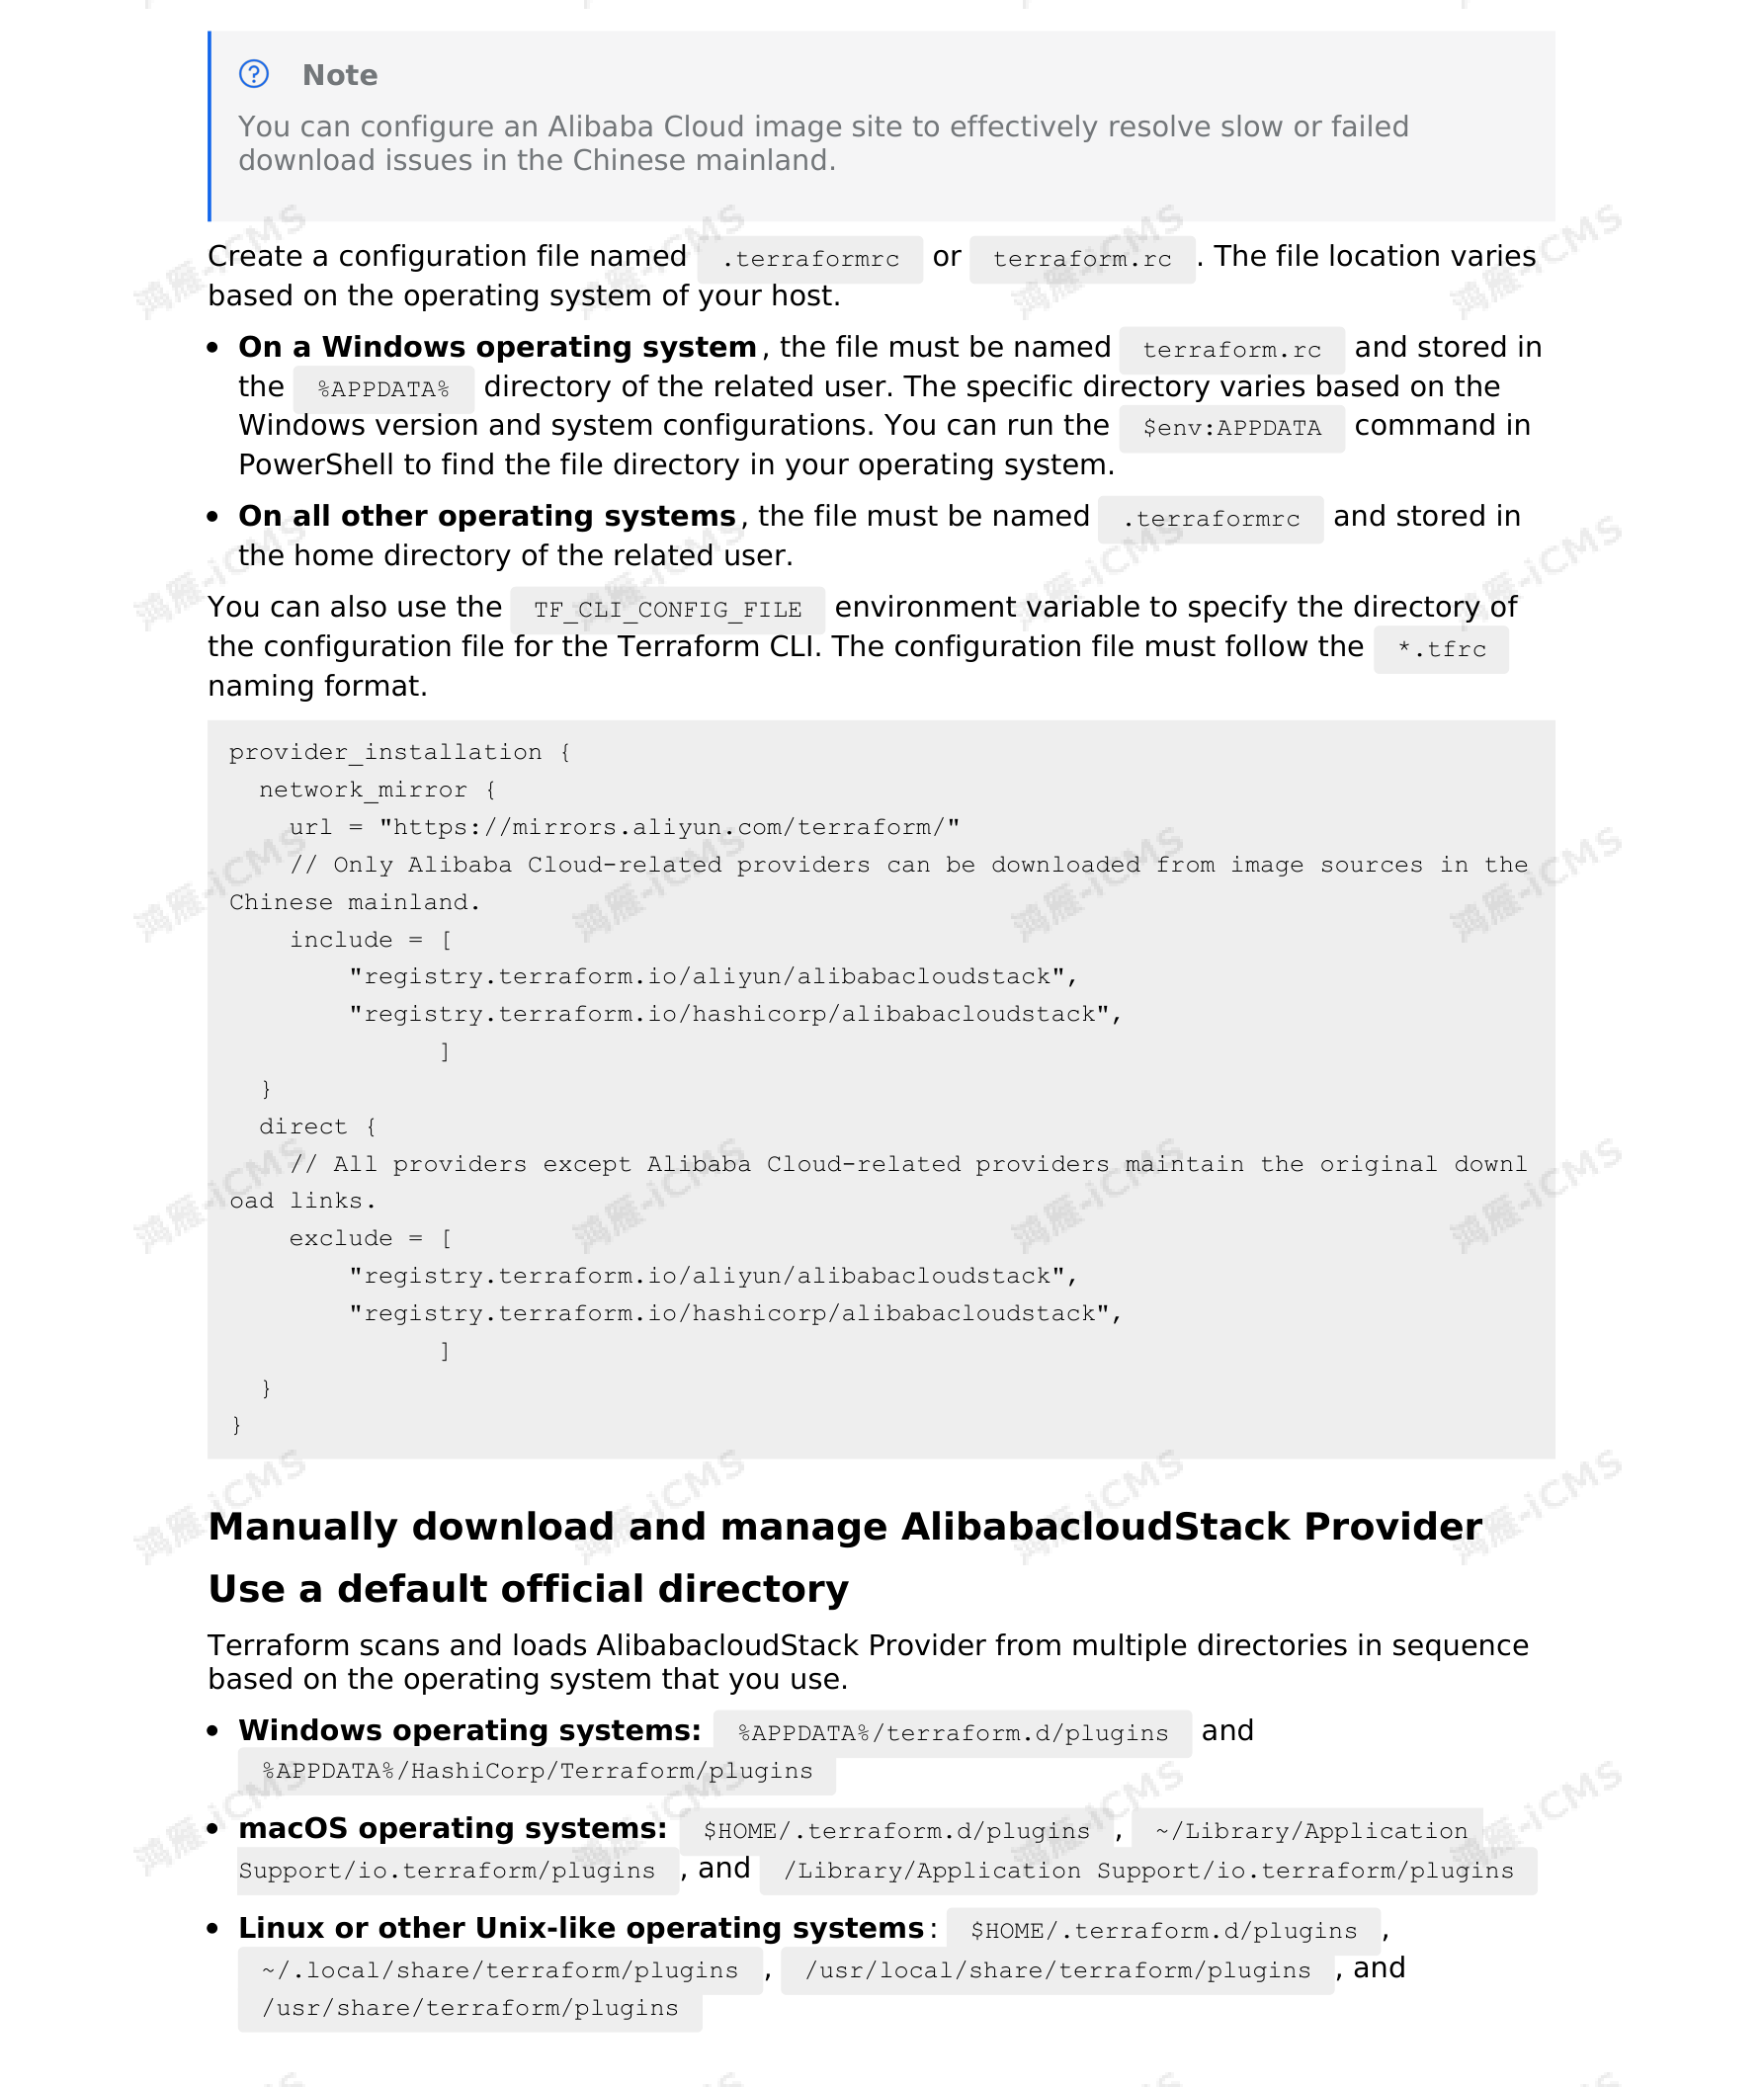 Note
You can configure an Alibaba Cloud image site to effectively resolve slow or failed
download issues in the Chinese mainland.
Create a configuration file named .terraformrc or terraform.rc . The file location varies
based on the operating system of your host.
• On a Windows operating system, the file must be named terraform.rc and stored in
the %APPDATA% directory of the related user. The specific directory varies based on the
Windows version and system configurations. You can run the $env:APPDATA command in
PowerShell to find the file directory in your operating system.
• On all other operating systems, the file must be named .terraformrc and stored in
the home directory of the related user.
You can also use the TF_CLI_CONFIG_FILE environment variable to specify the directory of
the configuration file for the Terraform CLI. The configuration file must follow the *.tfrc
naming format.
provider_installation {
  network_mirror {
    url = "https://mirrors.aliyun.com/terraform/"
    // Only Alibaba Cloud-related providers can be downloaded from image sources in the
Chinese mainland.
    include = [
        "registry.terraform.io/aliyun/alibabacloudstack",
        "registry.terraform.io/hashicorp/alibabacloudstack",
              ]
  }
  direct {
    // All providers except Alibaba Cloud-related providers maintain the original downl
oad links.
    exclude = [
        "registry.terraform.io/aliyun/alibabacloudstack",
        "registry.terraform.io/hashicorp/alibabacloudstack",
              ]
  }
}
Manually download and manage AlibabacloudStack Provider
Use a default official directory
Terraform scans and loads AlibabacloudStack Provider from multiple directories in sequence
based on the operating system that you use.
• Windows operating systems: %APPDATA%/terraform.d/plugins and
%APPDATA%/HashiCorp/Terraform/plugins
• macOS operating systems: $HOME/.terraform.d/plugins , ~/Library/Application
Support/io.terraform/plugins , and /Library/Application Support/io.terraform/plugins
• Linux or other Unix-like operating systems: $HOME/.terraform.d/plugins ,
~/.local/share/terraform/plugins , /usr/local/share/terraform/plugins , and
/usr/share/terraform/plugins
鸿雁-iCMS